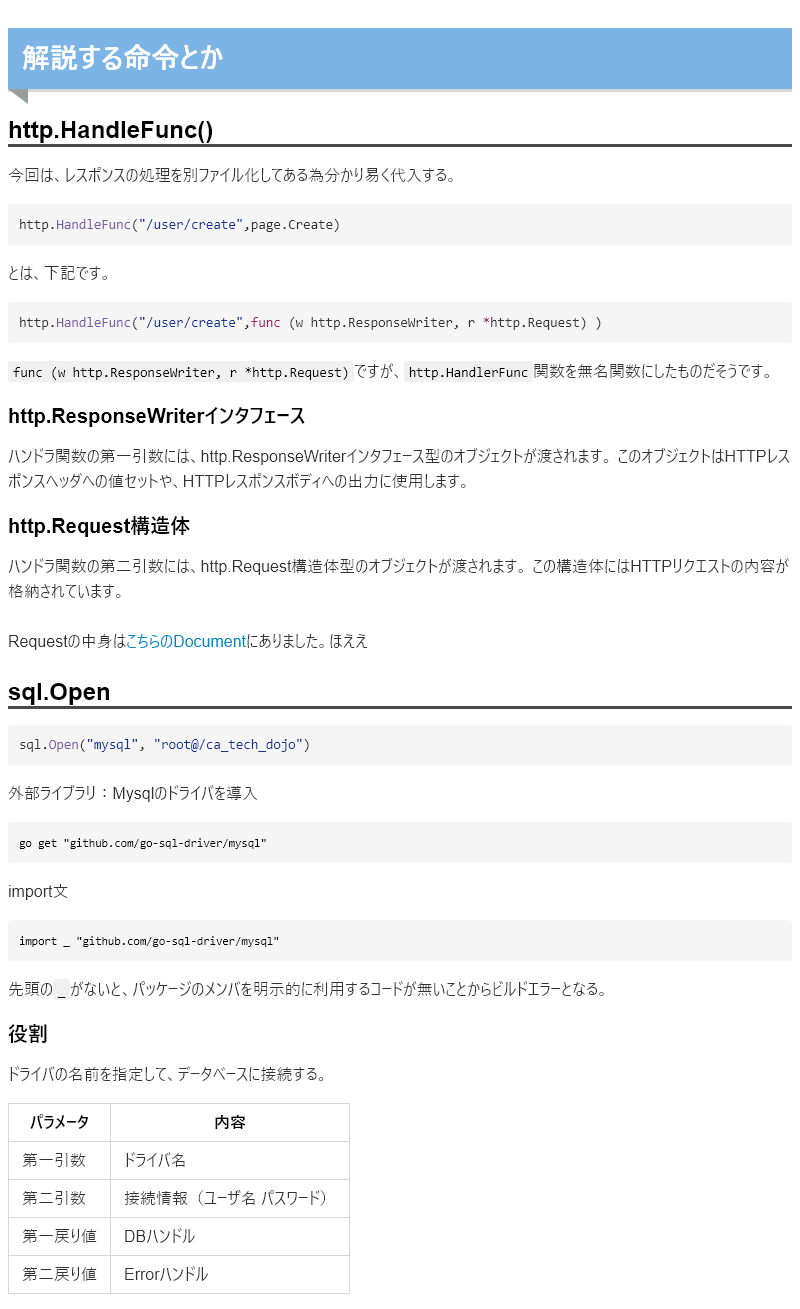 解説する命令とか
http.HandleFunc()
今回は、レスポンスの処理を別ファイル化してある為分かり易く代入する。
http.HandleFunc("/user/create",page.Create)
とは、下記です。
http.HandleFunc("/user/create",func (w http.ResponseWriter, r *http.Request) )
func (w http.ResponseWriter, r *http.Request)ですが、http.HandlerFunc関数を無名関数にしたものだそうです。
http.ResponseWriterインタフェース
ハンドラ関数の第一引数には、http.ResponseWriterインタフェース型のオブジェクトが渡されます。このオブジェクトはHTTPレス
ポンスヘッダへの値セットや、HTTPレスポンスボディへの出力に使用します。
http.Request構造体
ハンドラ関数の第二引数には、http.Request構造体型のオブジェクトが渡されます。この構造体にはHTTPリクエストの内容が
格納されています。
Requestの中身はこちらのDocumentにありました。ほええ
sql.Open
sql.Open("mysql", "root@/ca_tech_dojo")
外部ライブラリ：Mysqlのドライバを導入
go get "github.com/go-sql-driver/mysql"
import文
import _ "github.com/go-sql-driver/mysql"
先頭の_がないと、パッケージのメンバを明示的に利用するコードが無いことからビルドエラーとなる。
役割
ドライバの名前を指定して、データベースに接続する。
パラメータ 内容
第一引数 ドライバ名
第二引数 接続情報（ユーザ名 パスワード）
第一戻り値 DBハンドル
第二戻り値 Errorハンドル